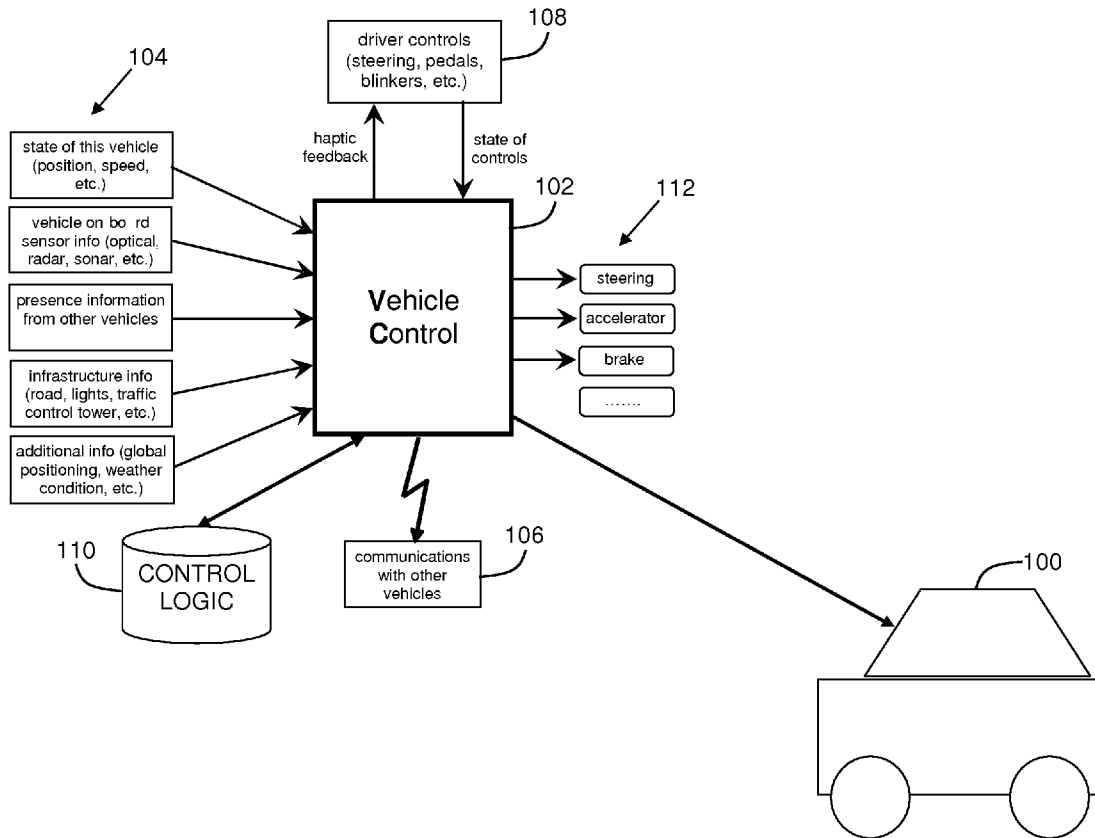 108
driver controls
(steering, pedals,
blinkers, etc.)
104
haptic
feedback
state of
controls
state of this vehicle
(position, speed,
etc.)
vehicle on bo rd
sensor info (optical,
radar, sonar, etc.)
presence information
from other vehicles
infrastructure info
(road, lights, traffic
control tower, etc.)
additional info (global
positioning, weather
condition, etc.)
102
Vehicle
Control
112
steering
accelerator
brake
.......
110
CONTROL
LOGIC
106
communications
with other
vehicles
100